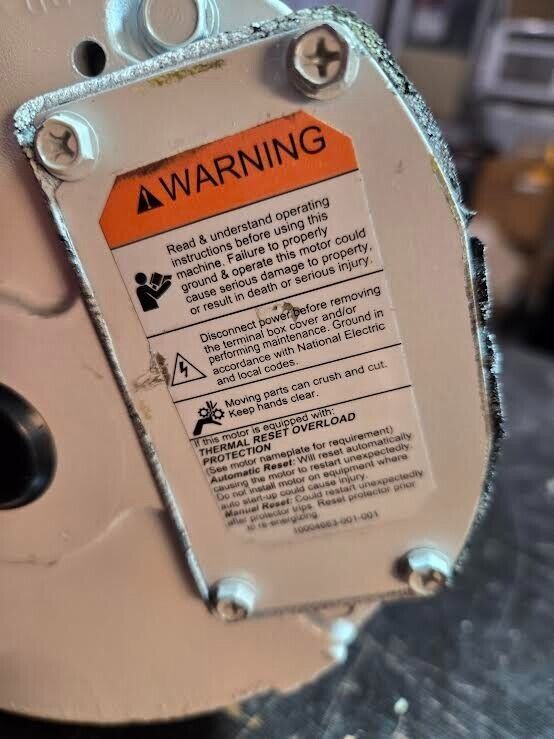 WARNING
Read & understand operating
instructions before using this
machine. Failure to properly
ground & operate this motor could
cause serious damage to property,
or result in death or serious injury.
Disconnect power before removing
the terminal box cover and/or
performing maintenance. Ground in
accordance with National Electric
and local codes.
Moving parts can crush and cut.
Keep hands clear.
If this motor is equipped with:
THERMAL RESET OVERLOAD
PROTECTION
(See motor nameplate for requirement)
Automatic Reset: Will reset automatically
causing the motor to restart unexpectedly.
Do not install motor on equipment where
auto start-up could cause injury.
Manual Reset: Could restart unexpectedly
after protector trips. Reset protector prior
to re-energizing.
10004663-001-001